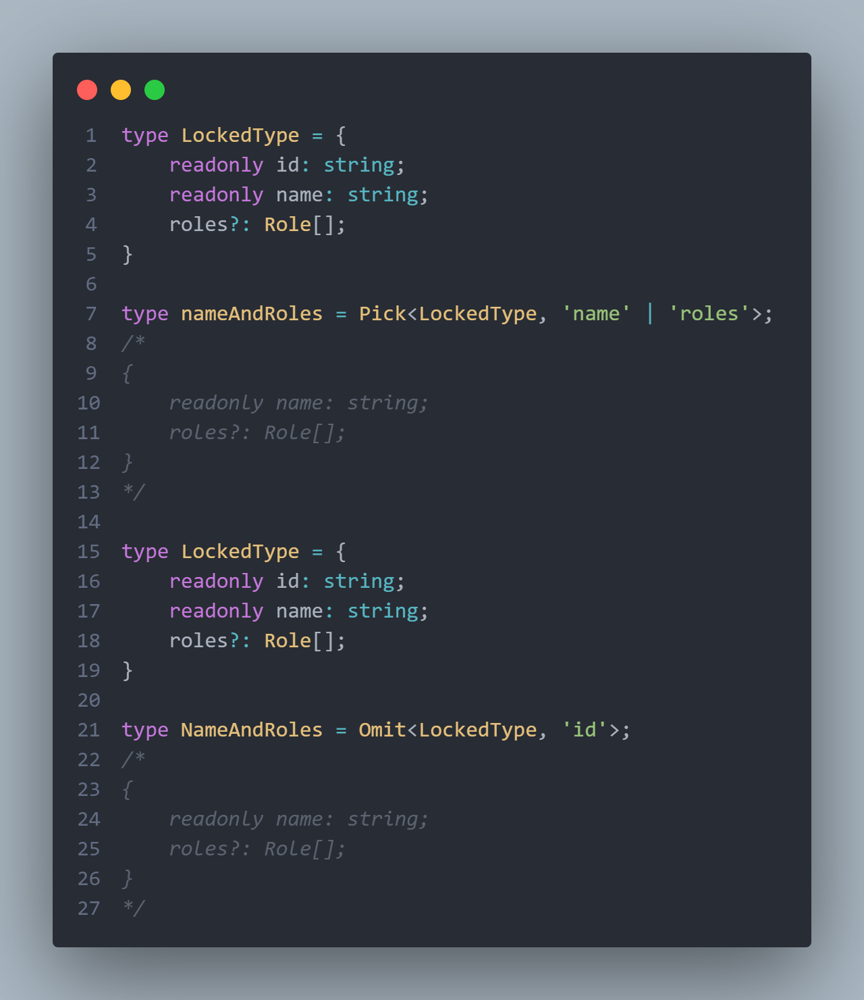 1 type LockedType = {
2     readonly id: string;
3     readonly name: string;
4     roles?: Role[];
5 }
6
7 type nameAndRoles = Pick<LockedType, 'name' | 'roles'>;
8 /*
9 {
10     readonly name: string;
11     roles?: Role[];
12 }
13 */
14
15 type LockedType = {
16     readonly id: string;
17     readonly name: string;
18     roles?: Role[];
19 }
20
21 type NameAndRoles = Omit<LockedType, 'id'>;
22 /*
23 {
24     readonly name: string;
25     roles?: Role[];
26 }
27 */